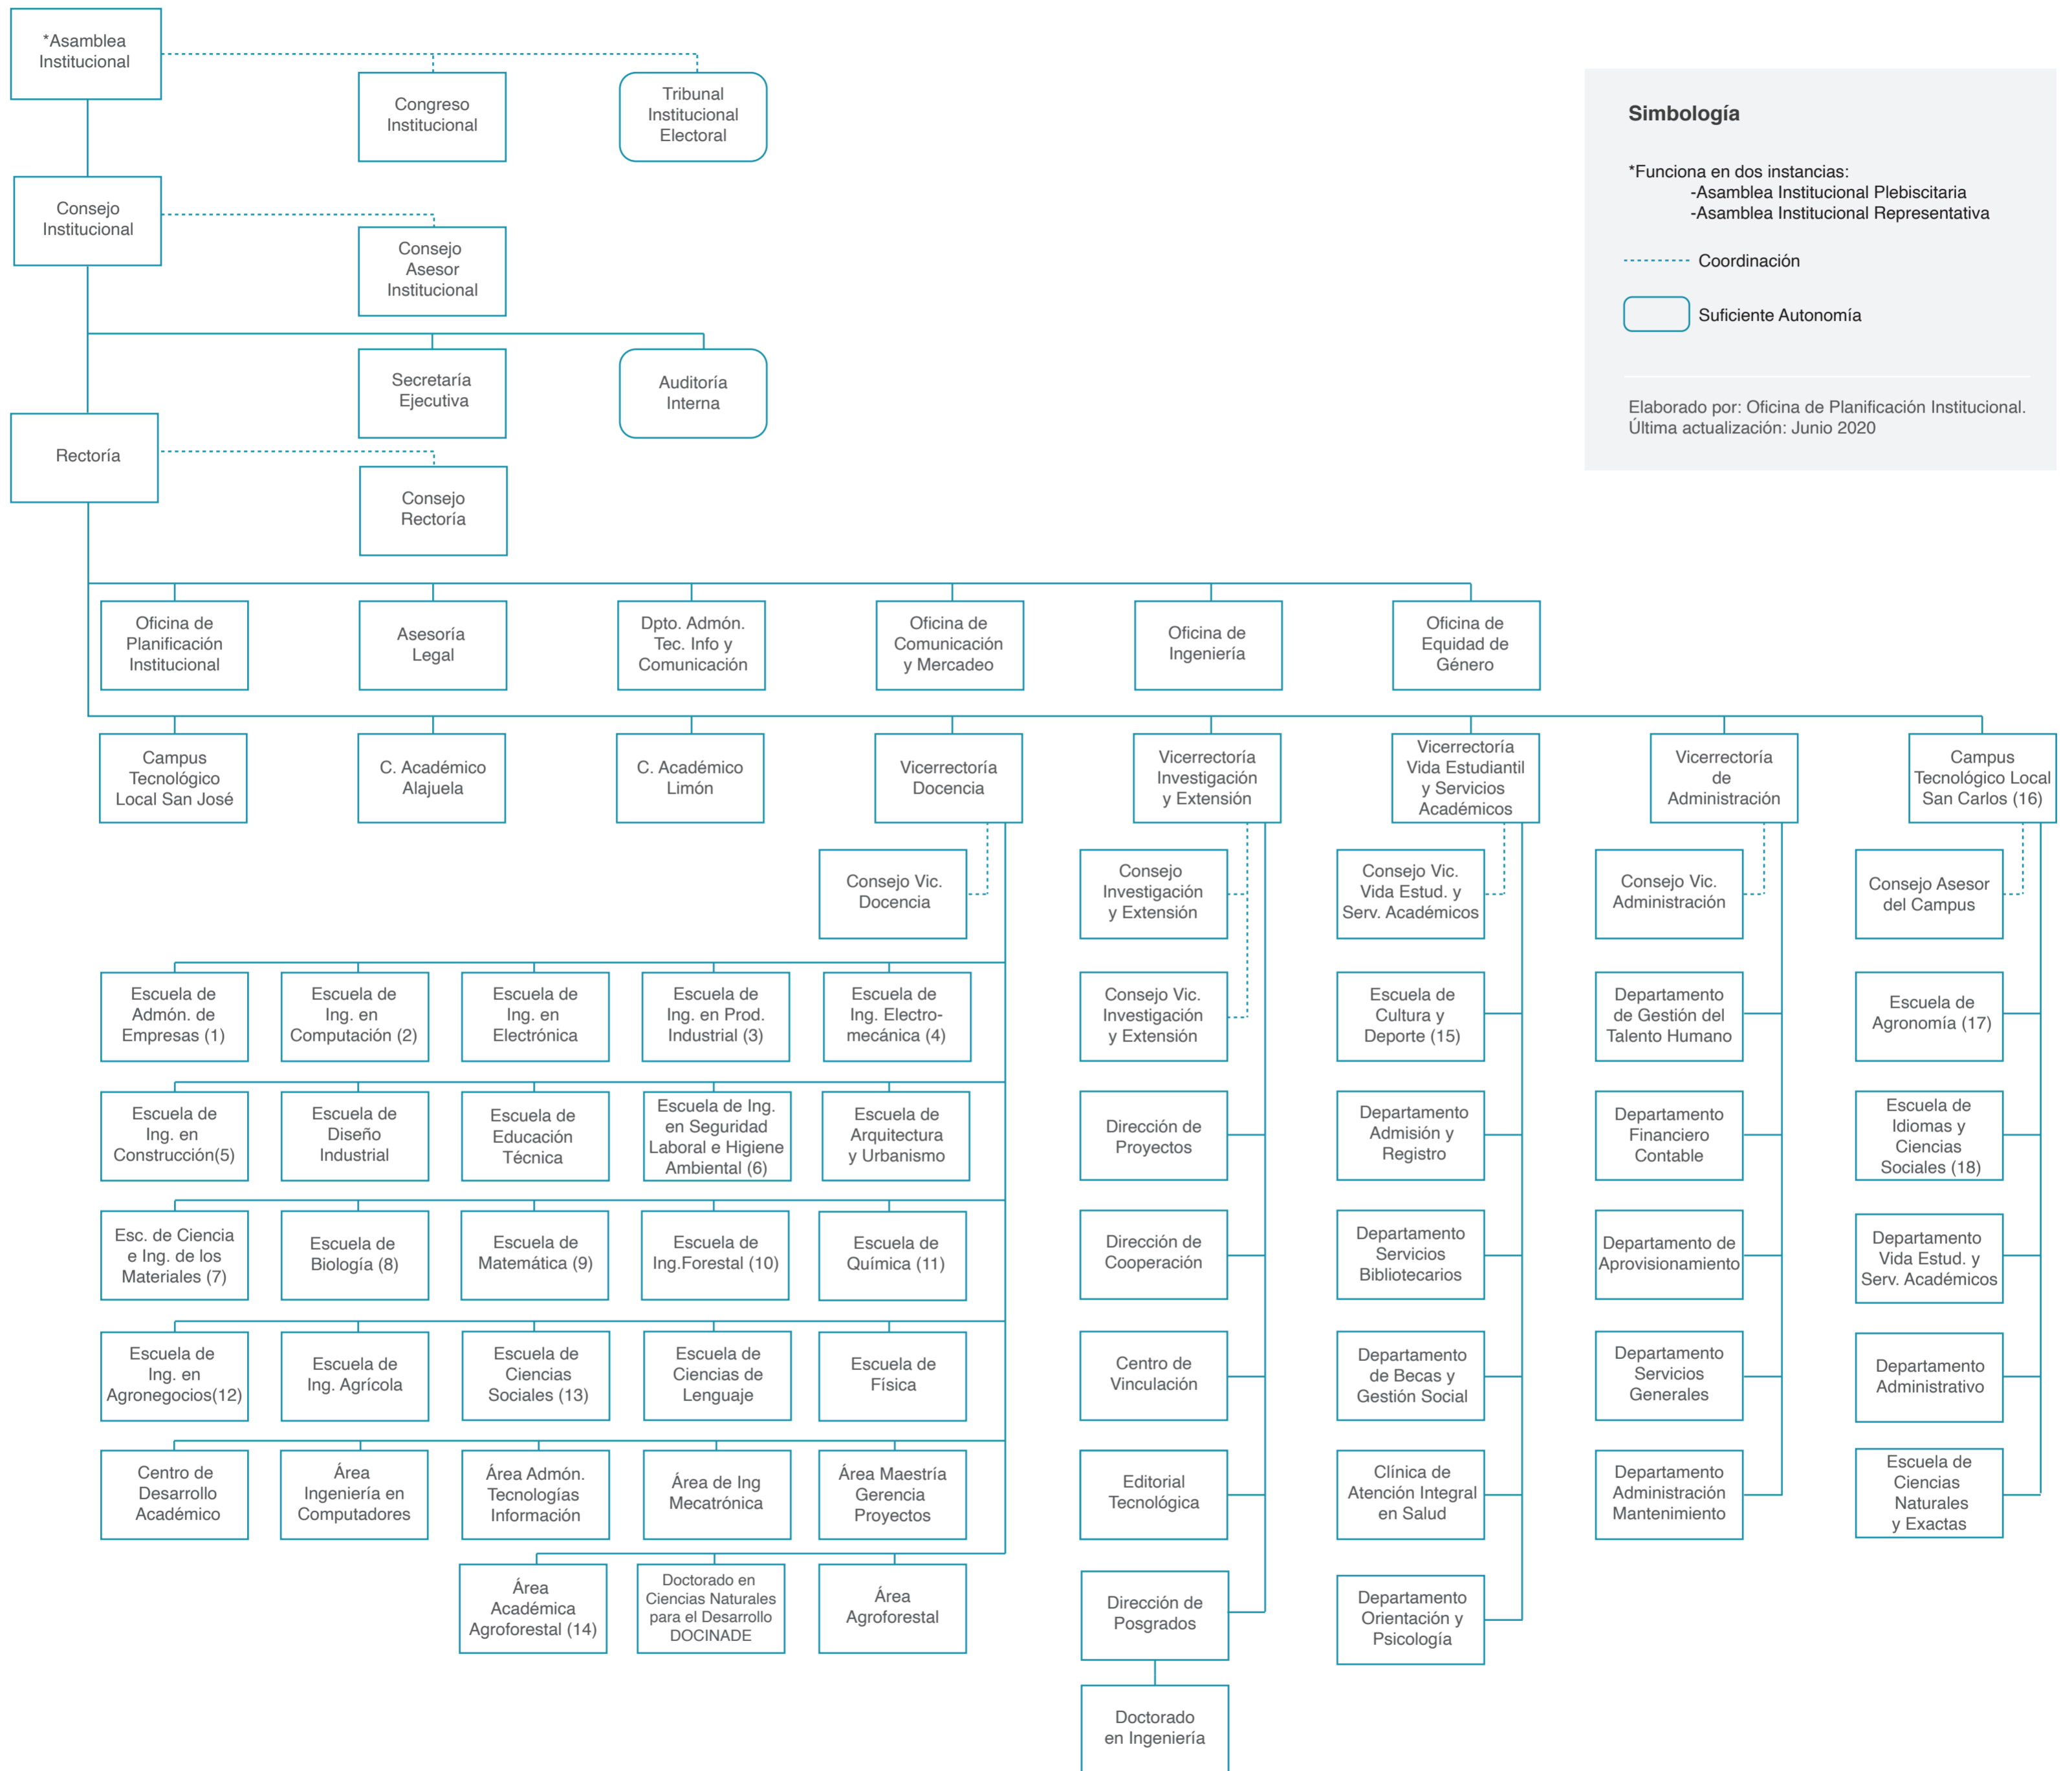 *Asamblea
Institucional
Congreso
Institucional
Tribunal
Institucional
Electoral
Simbología
*Funciona en dos instancias:
-Asamblea Institucional Plebiscitaria
-Asamblea Institucional Representativa
Coordinación
Suficiente Autonomía
Elaborado por: Oficina de Planificación Institucional.
Última actualización: Junio 2020
Consejo
Institucional
Consejo
Asesor
Institucional
Secretaría
Ejecutiva
Auditoría
Interna
Rectoría
Consejo
Rectoría
Oficina de
Planificación
Institucional
Asesoría
Legal
Dpto. Admón.
Tec. Info y
Comunicación
Oficina de
Comunicación
y Mercadeo
Oficina de
Ingeniería
Oficina de
Equidad de
Género
Campus
Tecnológico
Local San José
C. Académico
Alajuela
C. Académico
Limón
Vicerrectoría
Docencia
Vicerrectoría
Investigación
y Extensión
Vicerrectoría
Vida Estudiantil
y Servicios
Académicos
Vicerrectoría
de
Administración
Campus
Tecnológico Local
San Carlos (16)
Consejo Vic.
Docencia
Consejo
Investigación
y Extensión
Consejo Vic.
Vida Estud. y
Serv. Académicos
Consejo Vic.
Administración
Consejo Asesor
del Campus
Escuela de
Admón. de
Empresas (1)
Escuela de
Ing. en
Computación (2)
Escuela de
Ing. en
Electrónica
Escuela de
Ing. en Prod.
Industrial (3)
Escuela de
Ing. Electro-
mecánica (4)
Consejo Vic.
Investigación
y Extensión
Escuela de
Cultura y
Deporte (15)
Departamento
de Gestión del
Talento Humano
Escuela de
Agronomía (17)
Escuela de
Ing. en
Construcción(5)
Escuela de
Diseño
Industrial
Escuela de
Educación
Técnica
Escuela de Ing.
en Seguridad
Laboral e Higiene
Ambiental (6)
Escuela de
Arquitectura
y Urbanismo
Dirección de
Proyectos
Departamento
Admisión y
Registro
Departamento
Financiero
Contable
Escuela de
Idiomas y
Ciencias
Sociales (18)
Esc. de Ciencia
e Ing. de los
Materiales (7)
Escuela de
Biología (8)
Escuela de
Matemática (9)
Escuela de
Ing.Forestal (10)
Escuela de
Química (11)
Dirección de
Cooperación
Departamento
Servicios
Bibliotecarios
Departamento de
Aprovisionamiento
Departamento
Vida Estud. y
Serv. Académicos
Escuela de
Ing. en
Agronegocios(12)
Escuela de
Ing. Agrícola
Escuela de
Ciencias
Sociales (13)
Escuela de
Ciencias de
Lenguaje
Escuela de
Física
Centro de
Vinculación
Departamento
de Becas y
Gestión Social
Departamento
Servicios
Generales
Departamento
Administrativo
Centro de
Desarrollo
Académico
Área
Ingeniería en
Computadores
Área Admón.
Tecnologías
Información
Área de Ing
Mecatrónica
Área Maestría
Gerencia
Proyectos
Editorial
Tecnológica
Clínica de
Atención Integral
en Salud
Departamento
Administración
Mantenimiento
Escuela de
Ciencias
Naturales
y Exactas
Área
Académica
Agroforestal (14)
Doctorado en
Ciencias Naturales
para el Desarrollo
DOCINADE
Área
Agroforestal
Dirección de
Posgrados
Departamento
Orientación y
Psicología
Doctorado
en Ingeniería